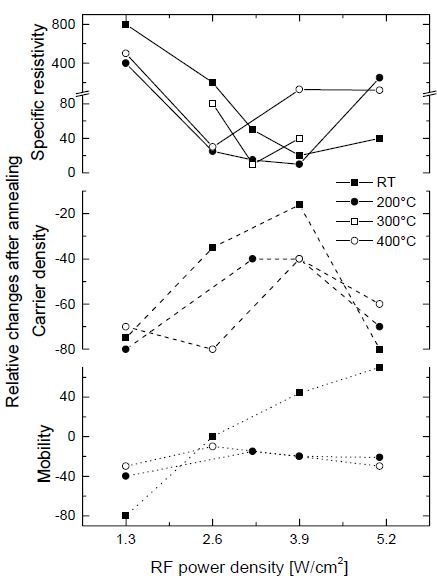 Relative changes after annealing
Specific resistivity
800
400
80
40
0
Carrier density
-20
-40
-60
-80
RT
200°C
300°C
400°C
Mobility
40
0
-40
-80
1.3
2.6
3.9
5.2
RF power density [W/cm²]